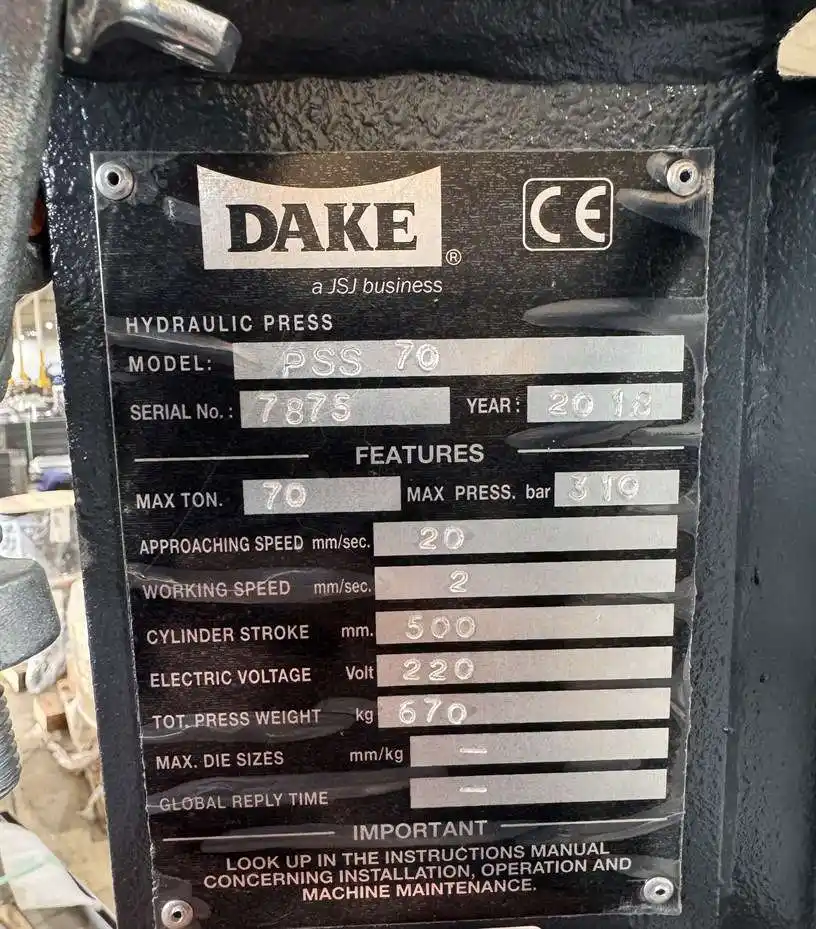 DAKE ®
CE
a JSJ business
HYDRAULIC PRESS
MODEL: PSS 70
SERIAL No.: 7875 YEAR: 2018
FEATURES
MAX TON. 70 MAX PRESS. bar 310
APPROACHING SPEED mm/sec. 20
WORKING SPEED mm/sec. 2
CYLINDER STROKE mm. 500
ELECTRIC VOLTAGE Volt 220
TOT. PRESS WEIGHT kg 670
MAX. DIE SIZES mm/kg –
GLOBAL REPLY TIME –
IMPORTANT
LOOK UP IN THE INSTRUCTIONS MANUAL
CONCERNING INSTALLATION, OPERATION AND
MACHINE MAINTENANCE.